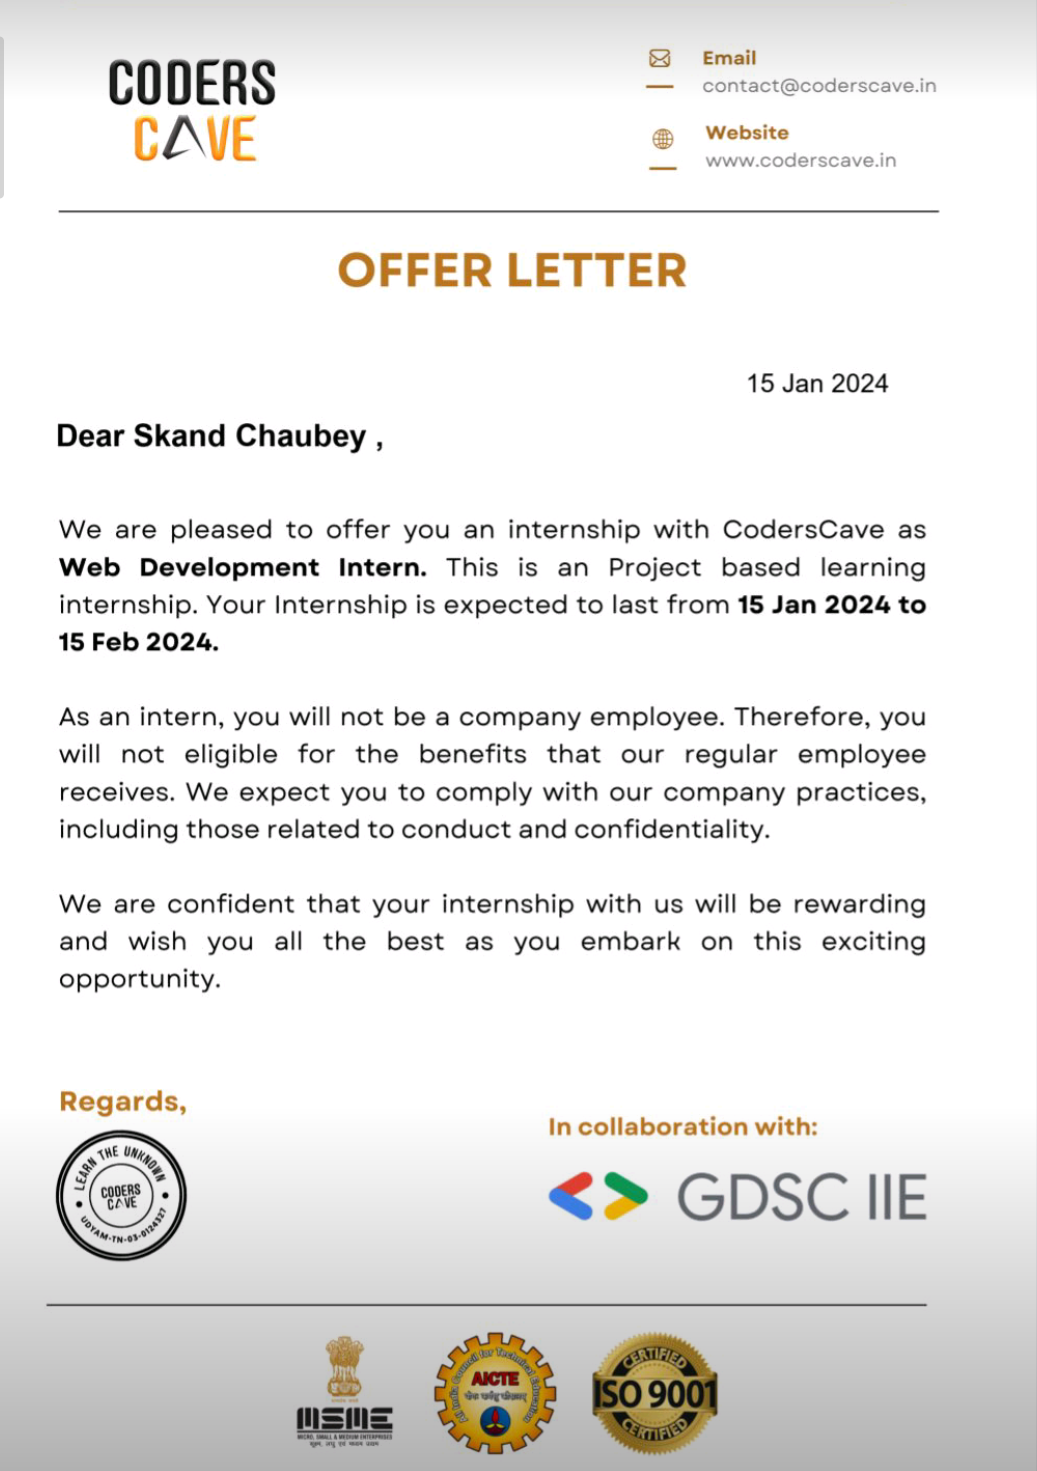 CODERS
CAVE
Email
contact@coderscave.in
Website
www.coderscave.in
OFFER LETTER
15 Jan 2024
Dear Skand Chaubey ,
We are pleased to offer you an internship with CodersCave as
Web Development Intern. This is an Project based learning
internship. Your Internship is expected to last from 15 Jan 2024 to
15 Feb 2024.
As an intern, you will not be a company employee. Therefore, you
will not eligible for the benefits that our regular employee
receives. We expect you to comply with our company practices,
including those related to conduct and confidentiality.
We are confident that your internship with us will be rewarding
and wish you all the best as you embark on this exciting
opportunity.
Regards,
LEARN THE UNKNOWN
CODERS
CAVE
UDYAM-TN-03-0124327
In collaboration with:
GDSC IIE
MSME
MICRO, SMALL & MEDIUM ENTERPRISES
सूक्ष्म, लघु एवं मध्यम उद्यम
All India Council for Technical Education
AICTE
CERTIFIED
ISO 9001
CERTIFIED